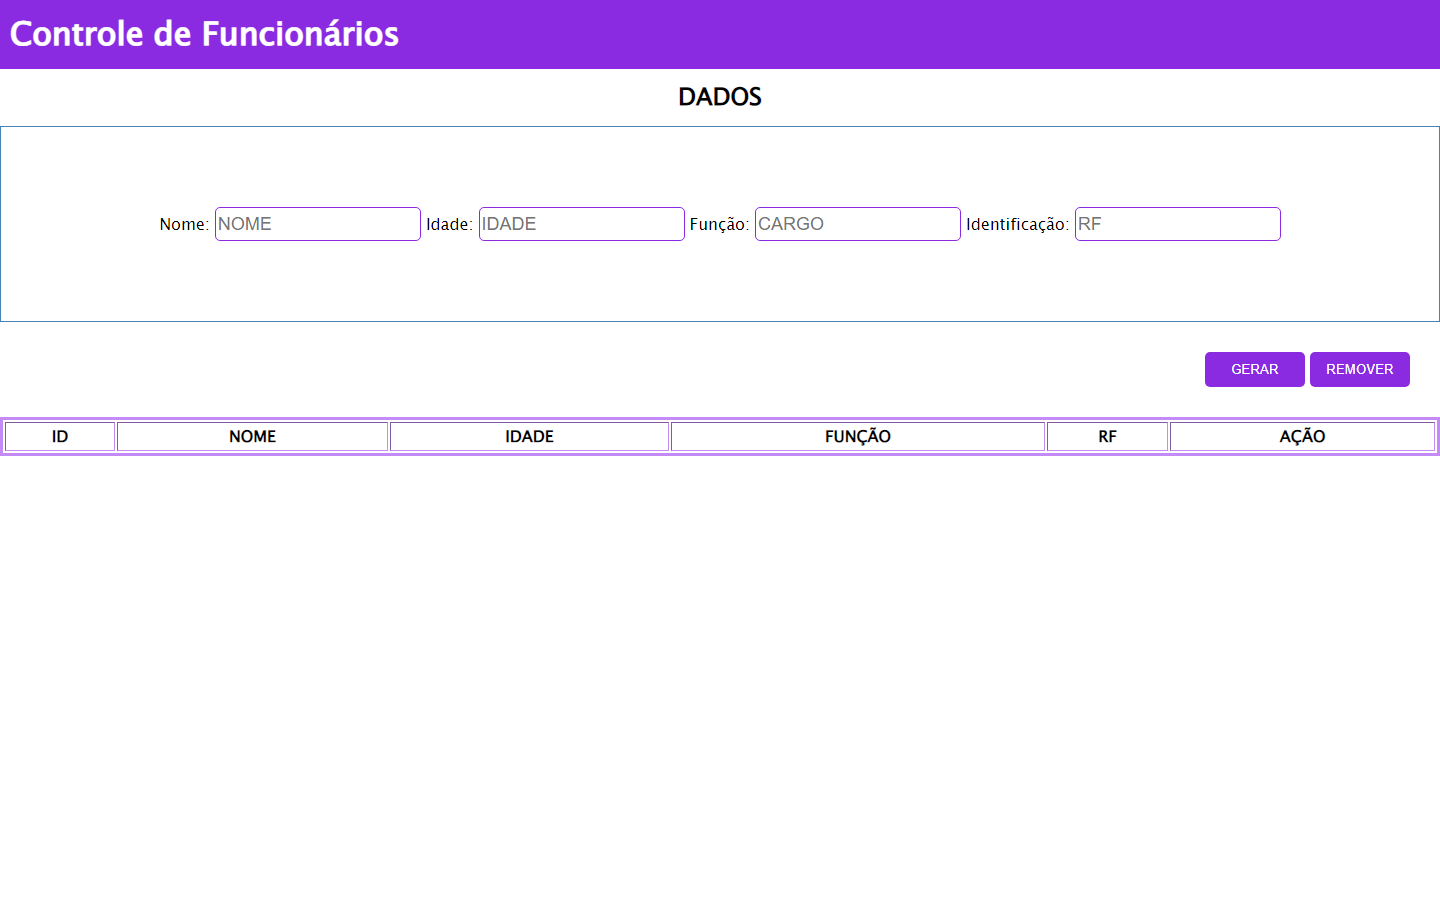 Controle de Funcionários
DADOS
Nome: NOME Idade: IDADE Função: CARGO Identificação: RF
GERAR REMOVER
ID NOME IDADE FUNÇÃO RF AÇÃO